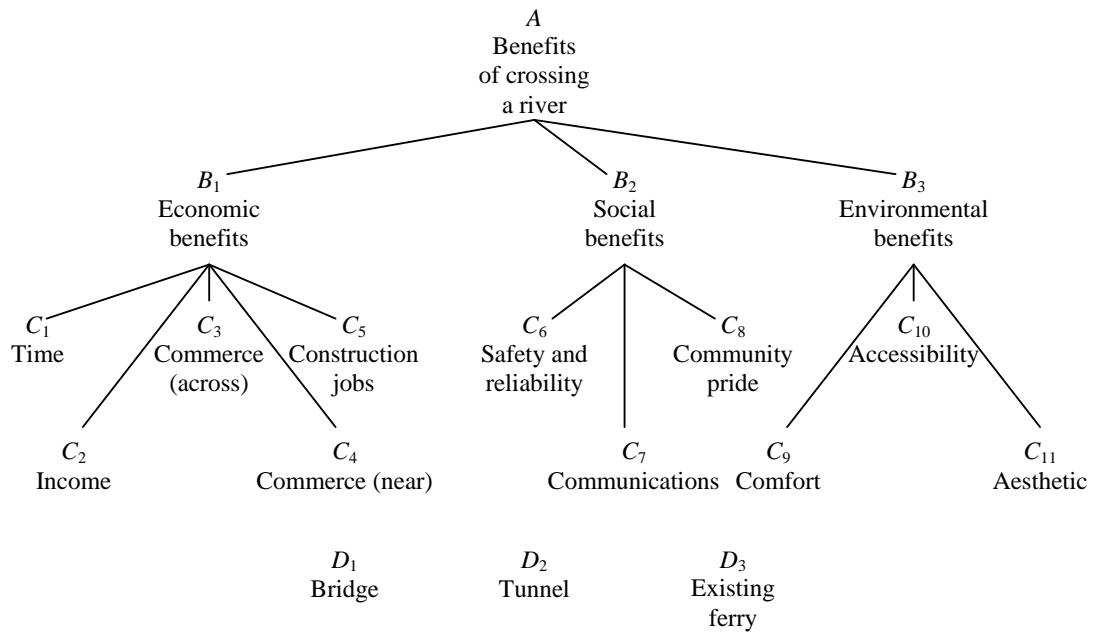 A
Benefits
of crossing
a river
B₁
Economic
benefits
B₂
Social
benefits
B₃
Environmental
benefits
C₁
Time
C₃
Commerce
(across)
C₅
Construction
jobs
C₆
Safety and
reliability
C₈
Community
pride
C₁₀
Accessibility
C₂
Income
C₄
Commerce (near)
C₇
Communications
C₉
Comfort
C₁₁
Aesthetic
D₁
Bridge
D₂
Tunnel
D₃
Existing
ferry